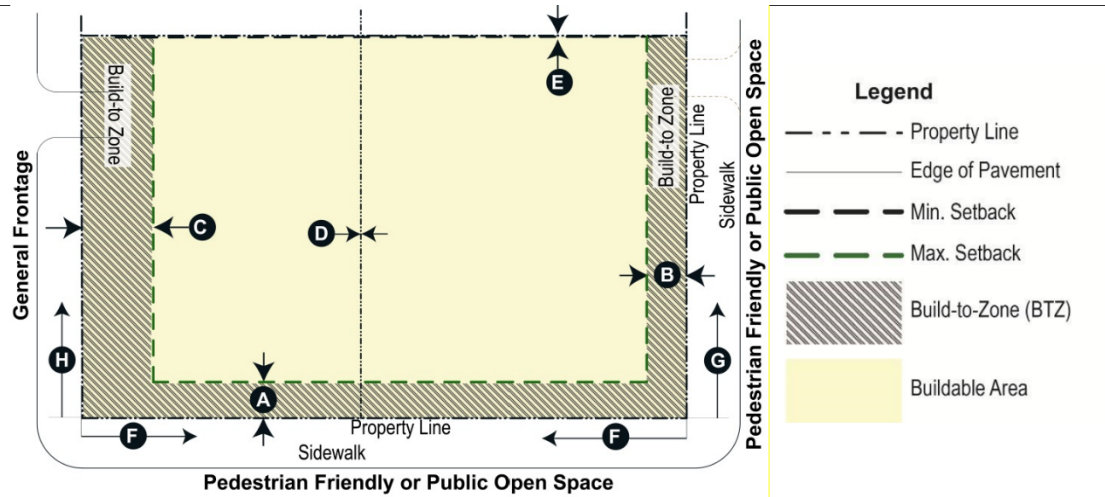 E
Build-to Zone
Build-to Zone
Property Line
Sidewalk
Pedestrian Friendly or Public Open Space
General Frontage
C
D
B
H
G
A
F
Property Line
F
Sidewalk
Pedestrian Friendly or Public Open Space
Legend
Property Line
Edge of Pavement
Min. Setback
Max. Setback
Build-to-Zone (BTZ)
Buildable Area